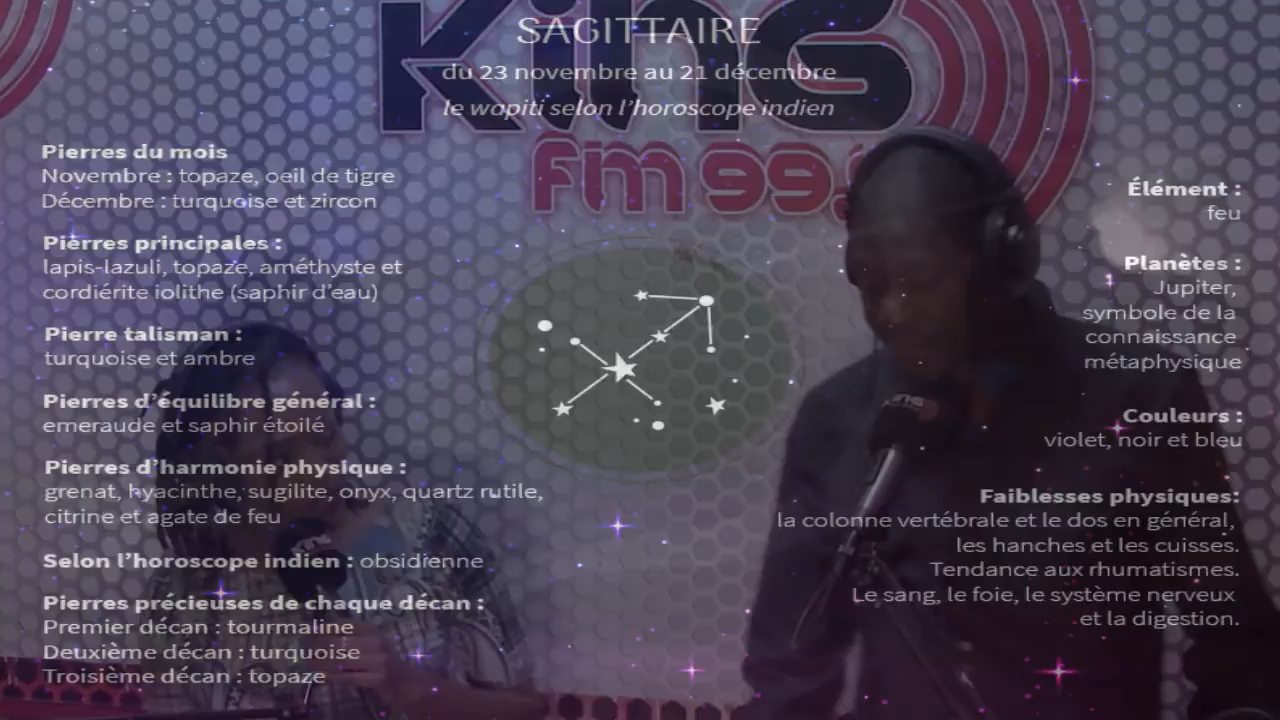 King
fm 99.
SAGITTAIRE
du 23 novembre au 21 décembre
le wapiti selon l'horoscope indien
Pierres du mois
Novembre : topaze, oeil de tigre
Décembre : turquoise et zircon
Pierres principales :
lapis-lazuli, topaze, améthyste et
cordiérite iolithe (saphir d'eau)
Pierre talisman :
turquoise et ambre
Pierres d'équilibre général :
emeraude et saphir étoilé
Pierres d'harmonie physique :
grenat, hyacinthe, sugilite, onyx, quartz rutile,
citrine et agate de feu
Selon l'horoscope indien : obsidienne
Pierres précieuses de chaque décan :
Premier décan : tourmaline
Deuxième décan : turquoise
Troisième décan : topaze
Élément :
feu
Planètes :
Jupiter,
symbole de la
connaissance
métaphysique
Couleurs :
violet, noir et bleu
Faiblesses physiques:
la colonne vertébrale et le dos en général,
les hanches et les cuisses.
Tendance aux rhumatismes.
Le sang, le foie, le système nerveux
et la digestion.